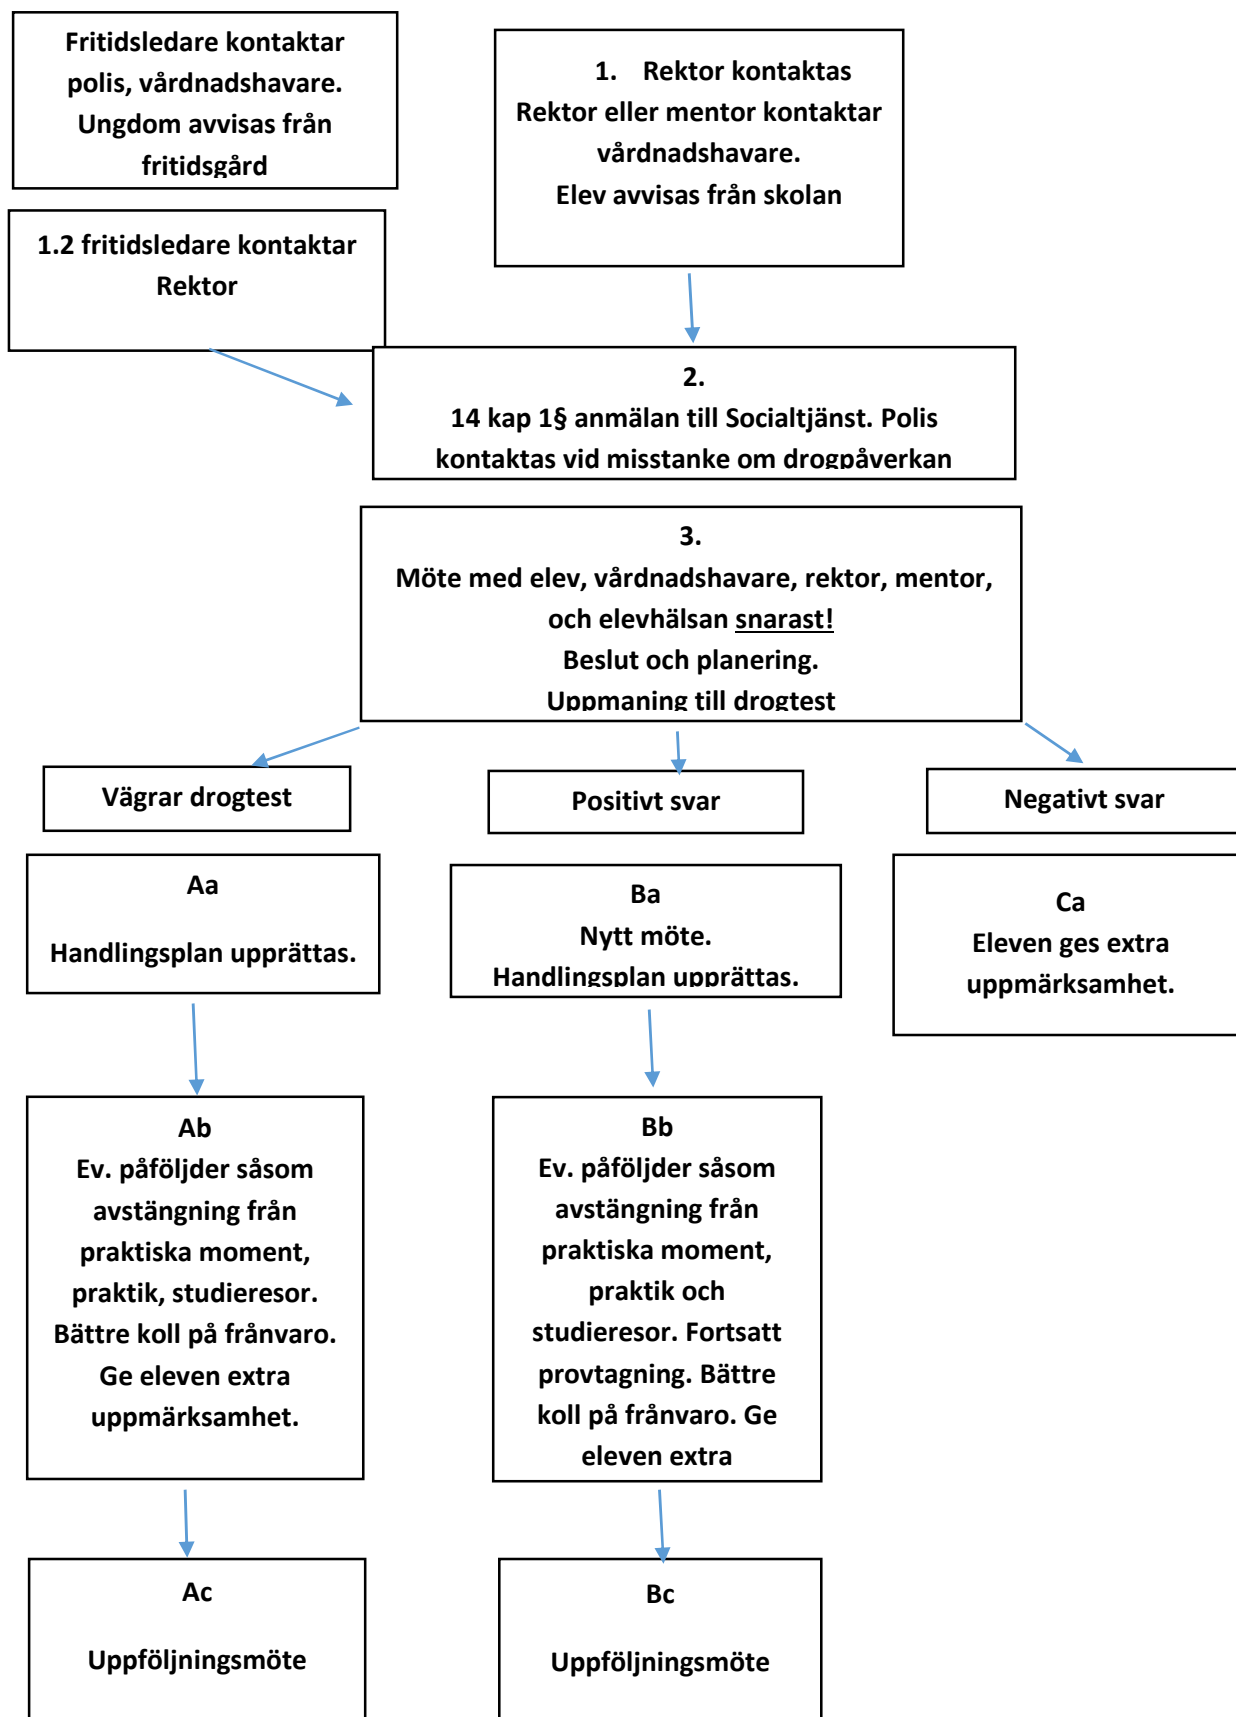 Fritidsledare kontaktar
polis, vårdnadshavare.
Ungdom avvisas från
fritidsgård
1. Rektor kontaktas
Rektor eller mentor kontaktar
vårdnadshavare.
Elev avvisas från skolan
1.2 fritidsledare kontaktar
Rektor
2.
14 kap 1§ anmälan till Socialtjänst. Polis
kontaktas vid misstanke om drogpåverkan
3.
Möte med elev, vårdnadshavare, rektor, mentor,
och elevhälsan snarast!
Beslut och planering.
Uppmaning till drogtest
Vägrar drogtest
Positivt svar
Negativt svar
Aa
Handlingsplan upprättas.
Ba
Nytt möte.
Handlingsplan upprättas.
Ca
Eleven ges extra
uppmärksamhet.
Ab
Ev. påföljder såsom
avstängning från
praktiska moment,
praktik, studieresor.
Bättre koll på frånvaro.
Ge eleven extra
uppmärksamhet.
Bb
Ev. påföljder såsom
avstängning från
praktiska moment,
praktik och
studieresor. Fortsatt
provtagning. Bättre
koll på frånvaro. Ge
eleven extra
Ac
Uppföljningsmöte
Bc
Uppföljningsmöte